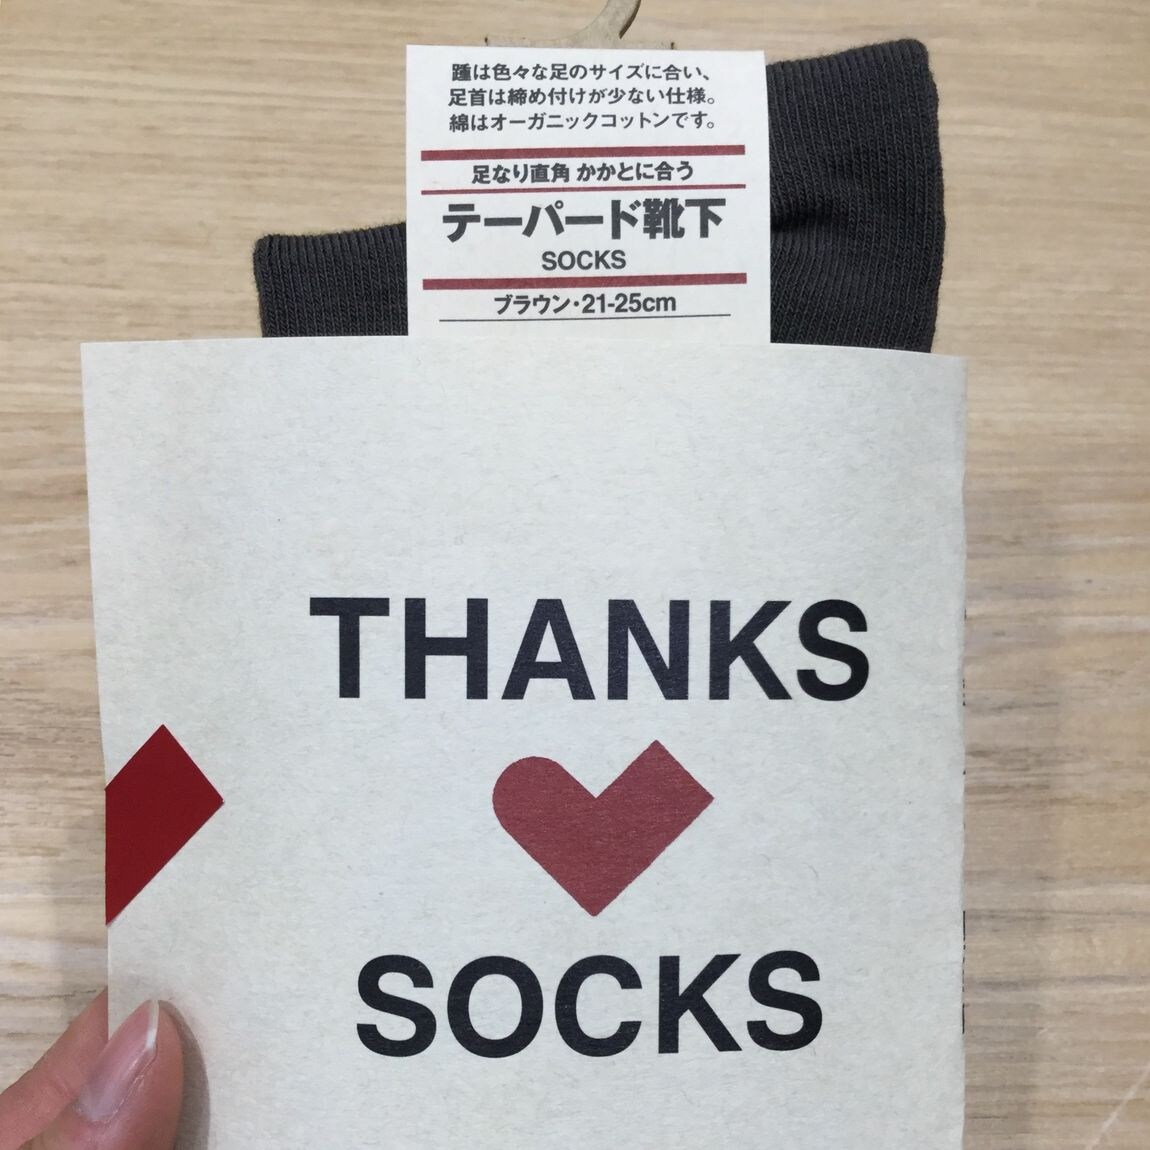 踵は色々な足のサイズに合い、
足首は締め付けが少ない仕様。
綿はオーガニックコットンです。
足なり直角 かかとに合う
テーパード靴下
SOCKS
ブラウン・21-25cm
THANKS
SOCKS